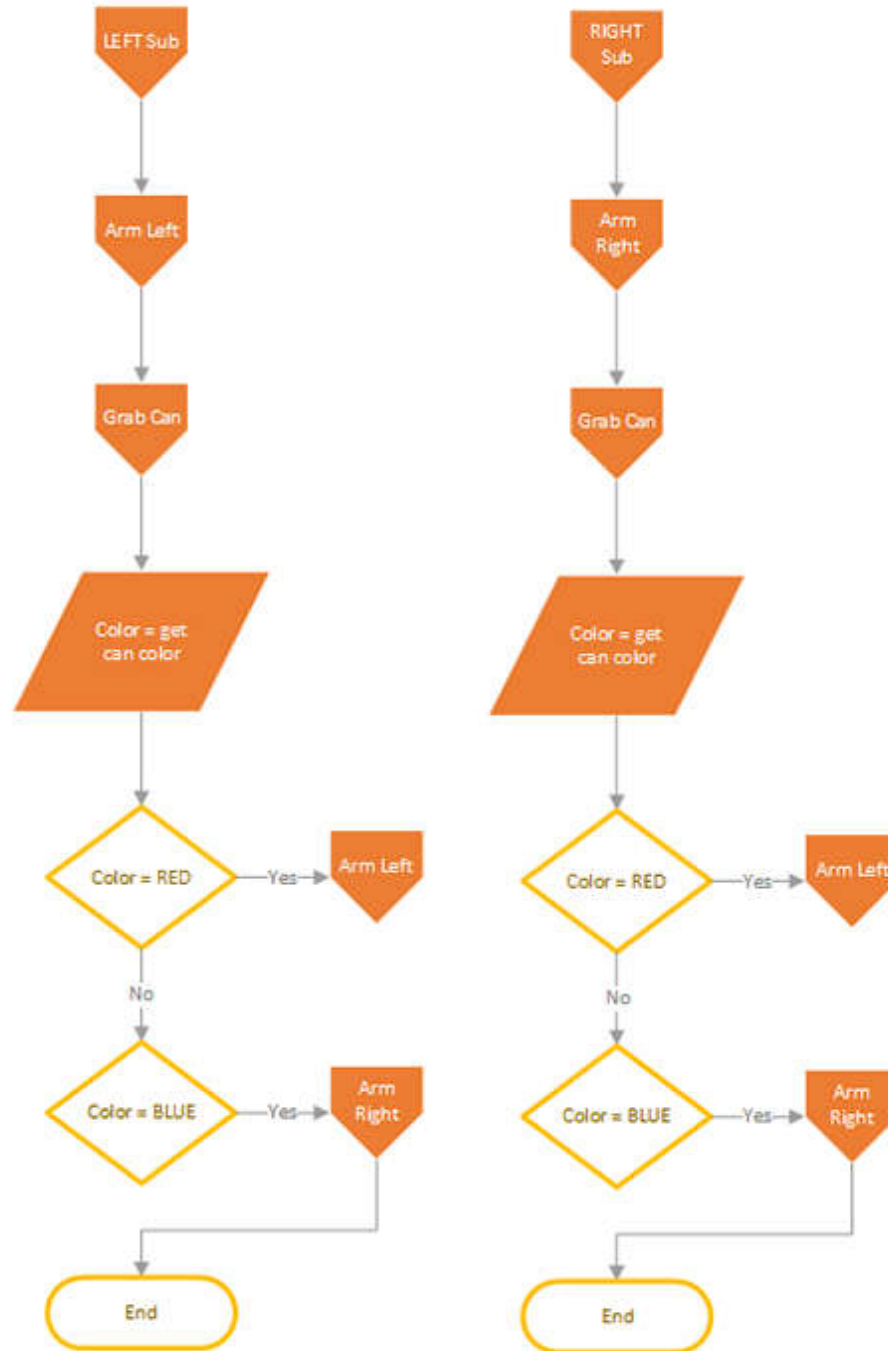 LEFT Sub
Arm Left
Grab Can
Color = get
can color
Color = RED
Yes
Arm Left
No
Color = BLUE
Yes
Arm
Right
End
RIGHT
Sub
Arm
Right
Grab Can
Color = get
can color
Color = RED
Yes
Arm Left
No
Color = BLUE
Yes
Arm
Right
End